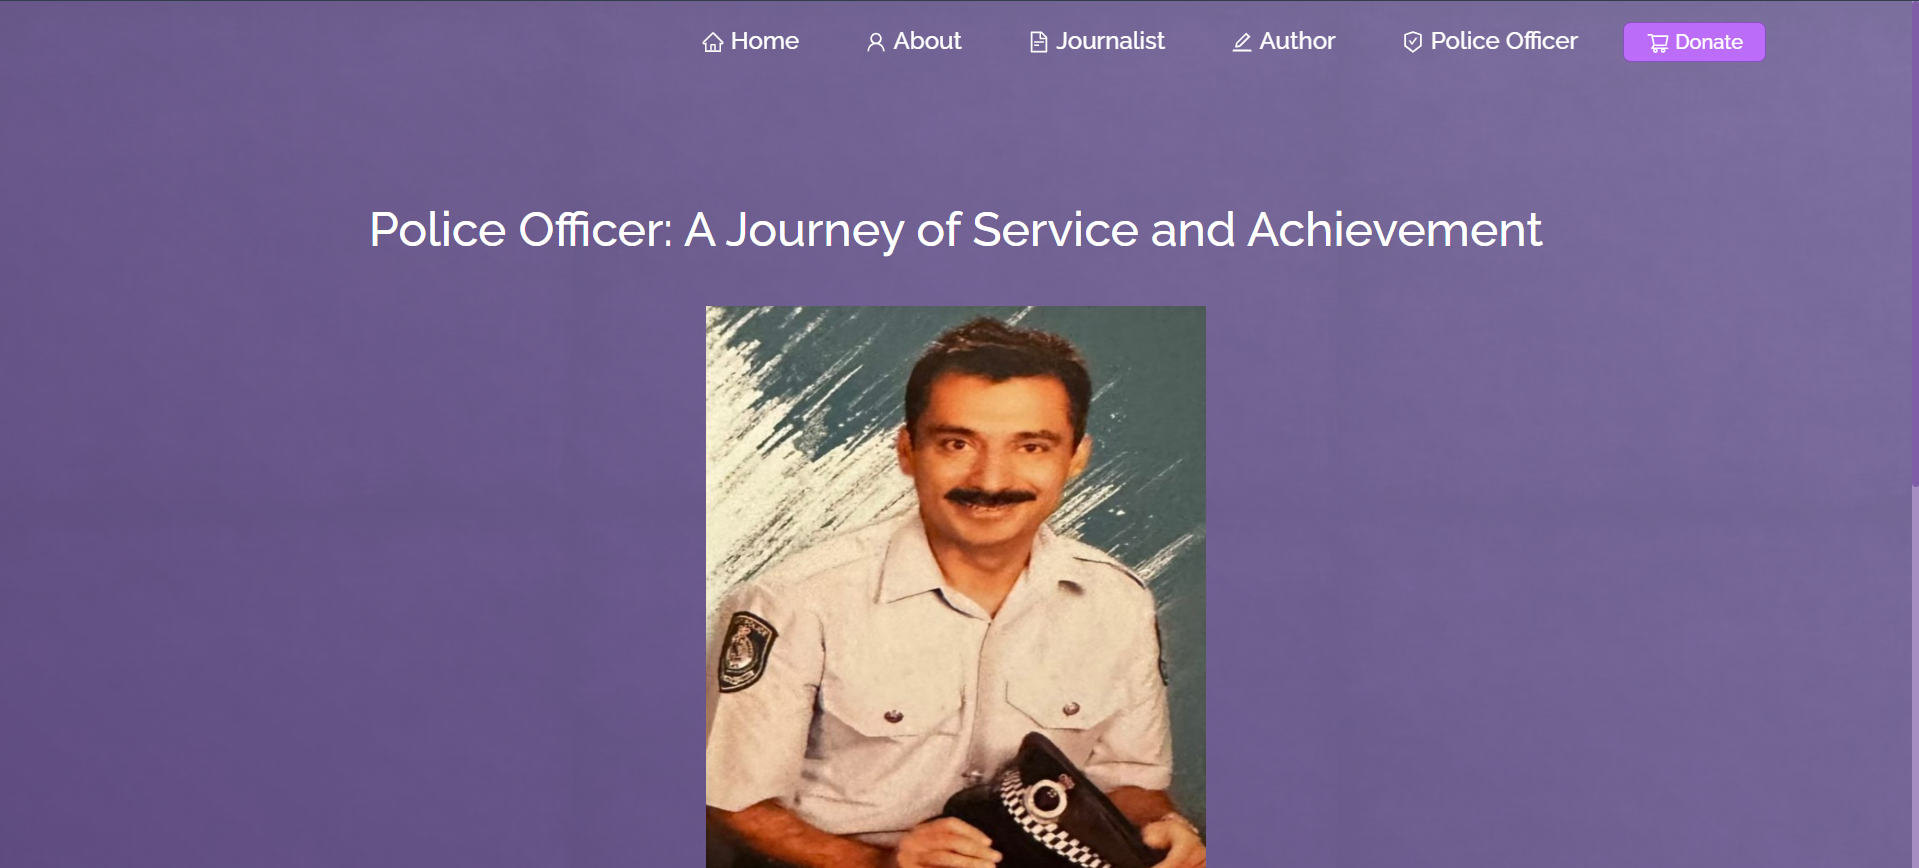 Home
About
Journalist
Author
Police Officer
Donate
Police Officer: A Journey of Service and Achievement